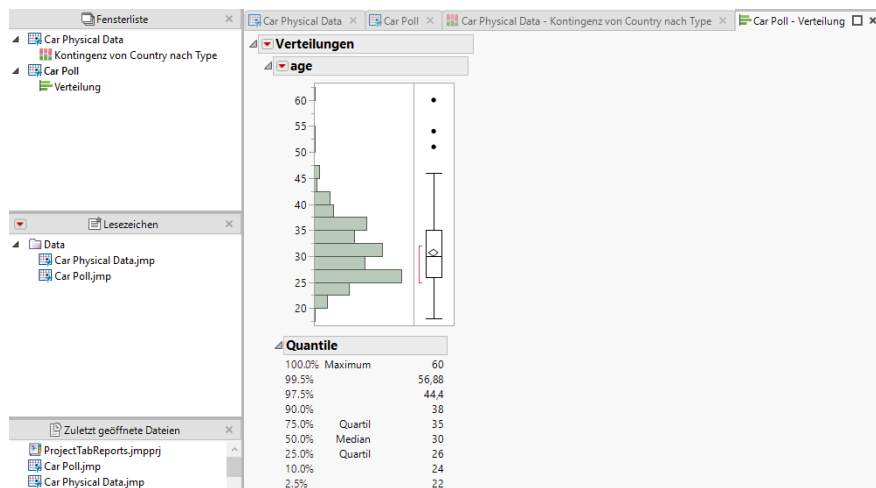 Fensterliste
Car Physical Data
Kontingenz von Country nach Type
Car Poll
Verteilung
Lesezeichen
Data
Car Physical Data.jmp
Car Poll.jmp
Zuletzt geöffnete Dateien
ProjectTabReports.jmpprj
Car Poll.jmp
Car Physical Data.jmp
Car Physical Data Car Poll Car Physical Data - Kontingenz von Country nach Type Car Poll - Verteilung
Verteilungen
age
60
55
50
45
40
35
30
25
20
Quantile
100.0% Maximum 60
99.5% 56,88
97.5% 44,4
90.0% 38
75.0% Quartil 35
50.0% Median 30
25.0% Quartil 26
10.0% 24
2.5% 22